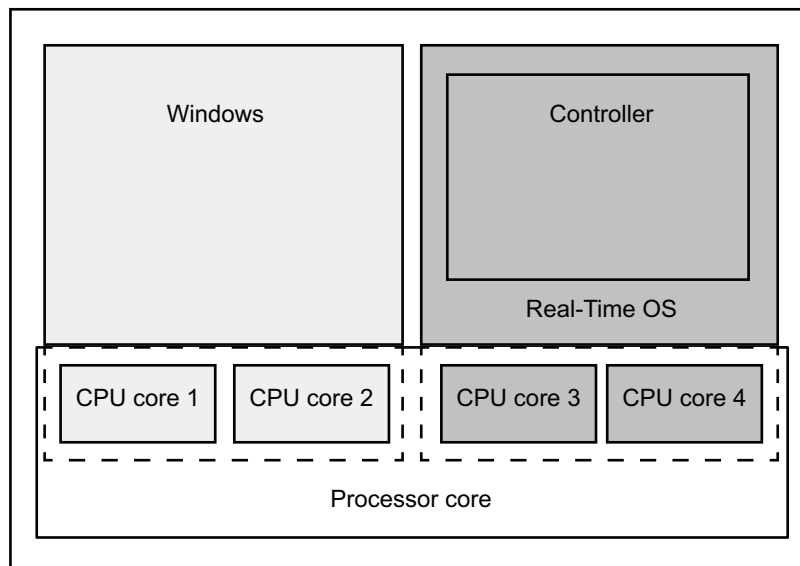 Windows
Controller
Real-Time OS
CPU core 1
CPU core 2
CPU core 3
CPU core 4
Processor core